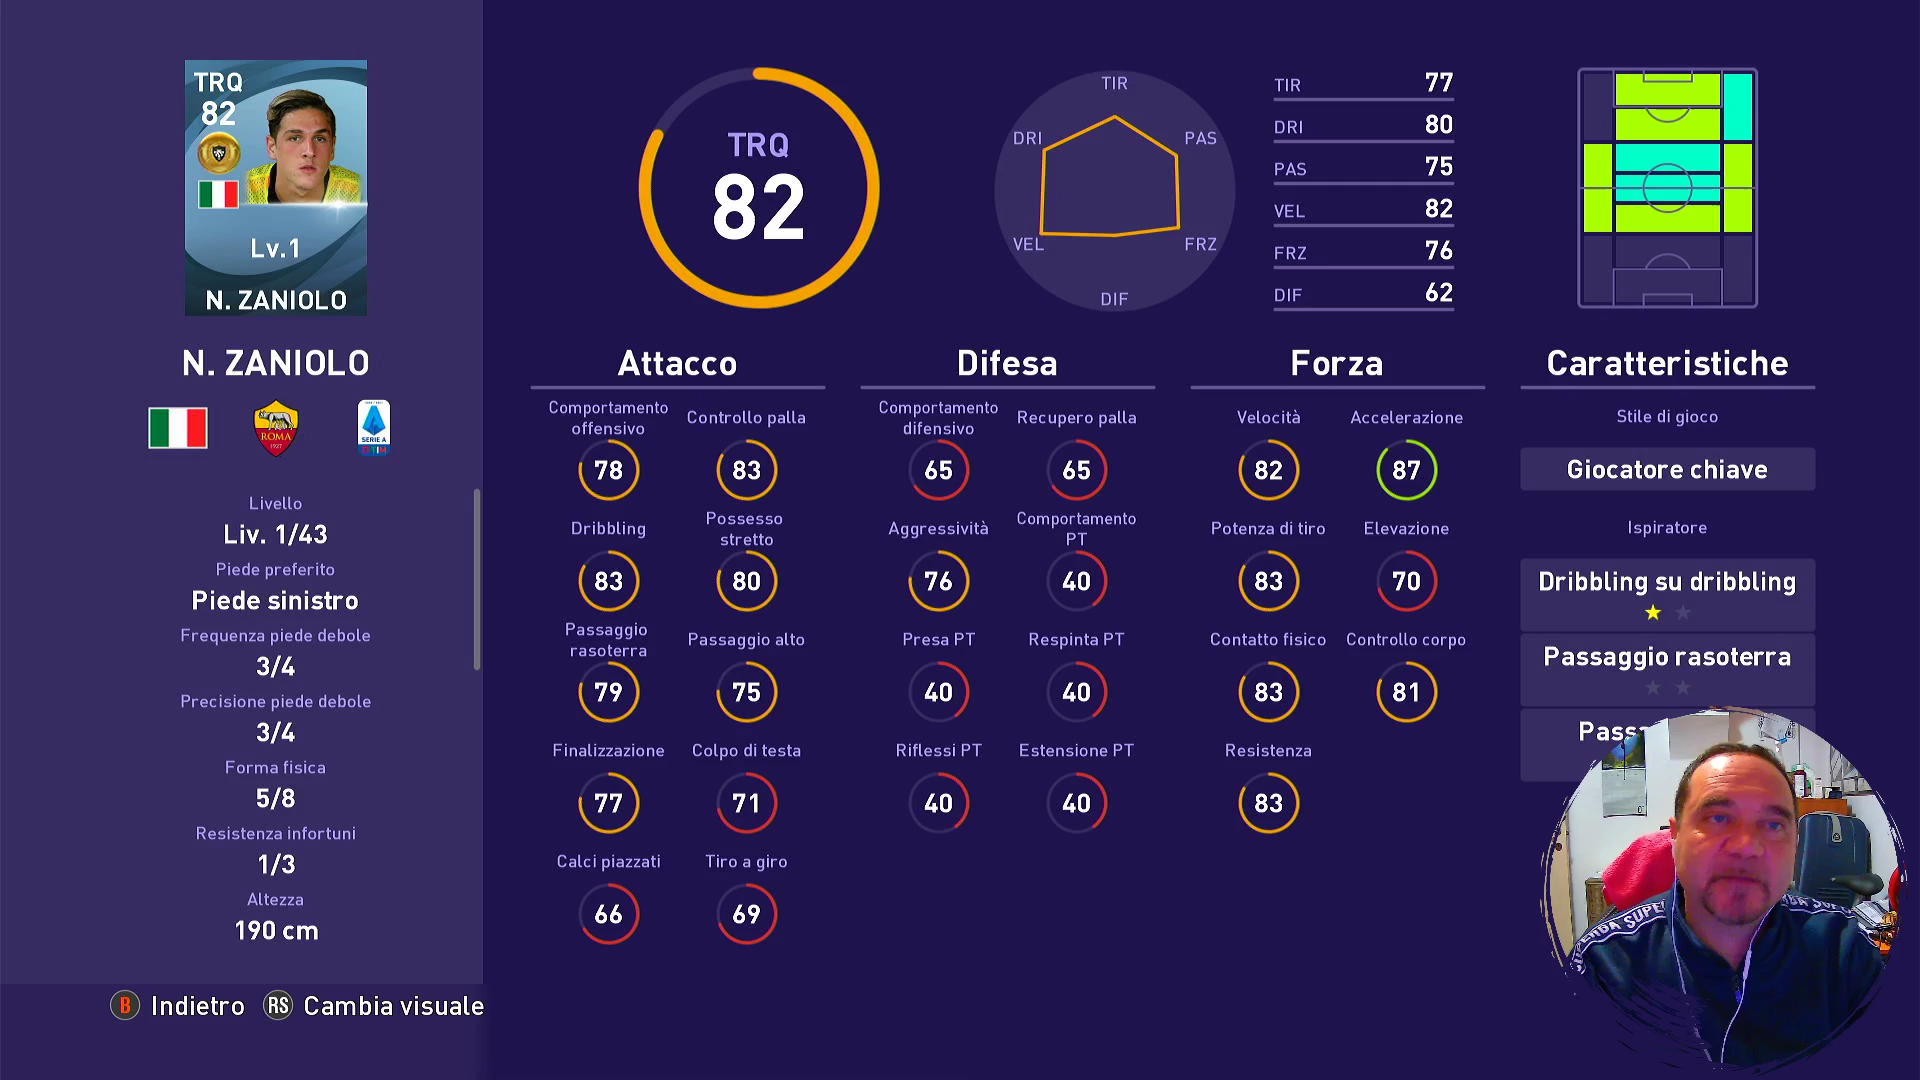 TRQ
82
Lv.1
N. ZANIOLO
N. ZANIOLO
ROMA
1927
SERIE A
TIM
Livello
Liv. 1/43
Piede preferito
Piede sinistro
Frequenza piede debole
3/4
Precisione piede debole
3/4
Forma fisica
5/8
Resistenza infortuni
1/3
Altezza
190 cm
B Indietro RS Cambia visuale
TRQ
82
TIR
DRI PAS
VEL FRZ
DIF
TIR 77
DRI 80
PAS 75
VEL 82
FRZ 76
DIF 62
Attacco
Comportamento offensivo Controllo palla
78 83
Dribbling Possesso stretto
83 80
Passaggio rasoterra Passaggio alto
79 75
Finalizzazione Colpo di testa
77 71
Calci piazzati Tiro a giro
66 69
Difesa
Comportamento difensivo Recupero palla
65 65
Aggressività Comportamento PT
76 40
Presa PT Respinta PT
40 40
Riflessi PT Estensione PT
40 40
Forza
Velocità Accelerazione
82 87
Potenza di tiro Elevazione
83 70
Contatto fisico Controllo corpo
83 81
Resistenza
83
Caratteristiche
Stile di gioco
Giocatore chiave
Ispiratore
Dribbling su dribbling
Passaggio rasoterra